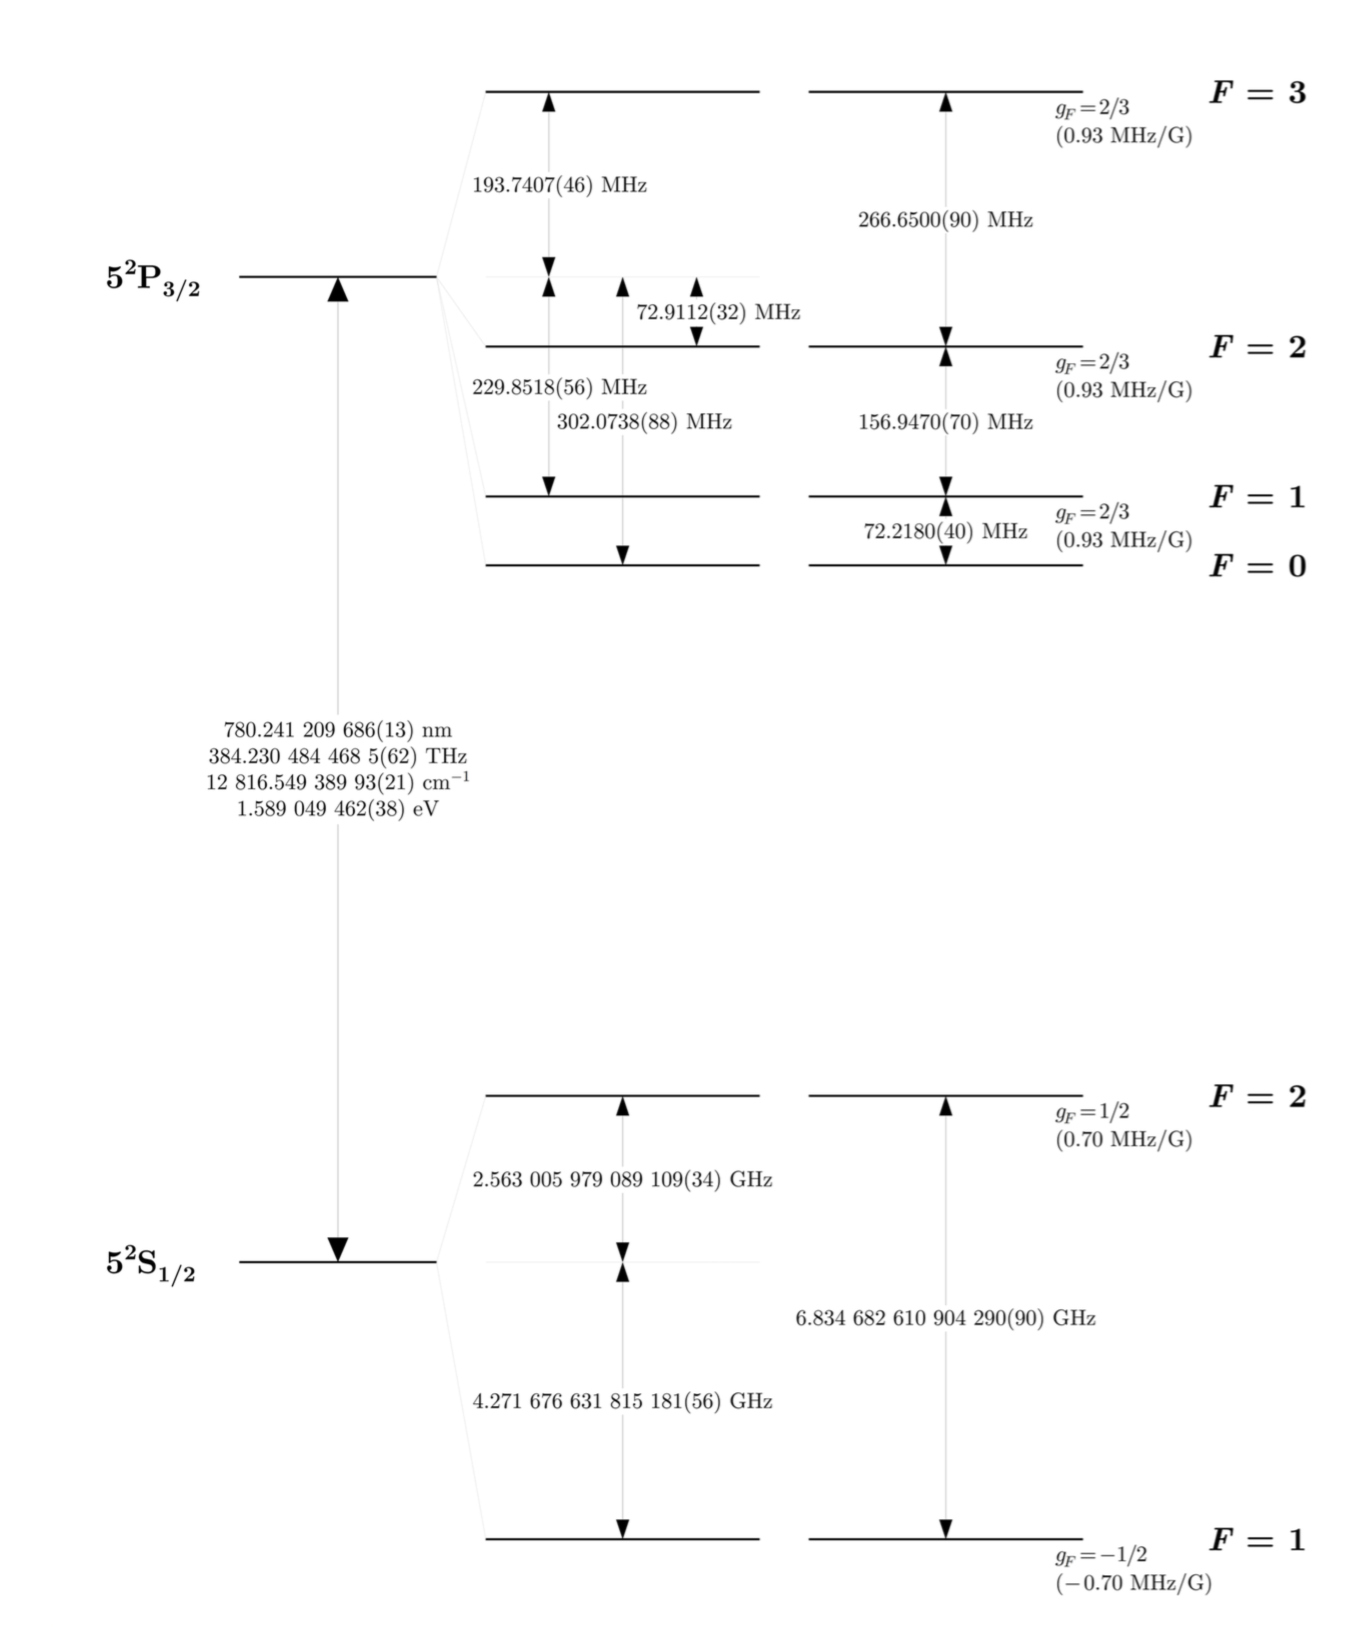 F = 3
g_F = 2/3
(0.93 MHz/G)
193.7407(46) MHz
266.6500(90) MHz
5²P₃/₂
72.9112(32) MHz
F = 2
g_F = 2/3
(0.93 MHz/G)
229.8518(56) MHz
302.0738(88) MHz
156.9470(70) MHz
F = 1
g_F = 2/3
(0.93 MHz/G)
72.2180(40) MHz
F = 0
780.241 209 686(13) nm
384.230 484 468 5(62) THz
12 816.549 389 93(21) cm⁻¹
1.589 049 462(38) eV
F = 2
g_F = 1/2
(0.70 MHz/G)
2.563 005 979 089 109(34) GHz
5²S₁/₂
6.834 682 610 904 290(90) GHz
4.271 676 631 815 181(56) GHz
F = 1
g_F = −1/2
(−0.70 MHz/G)